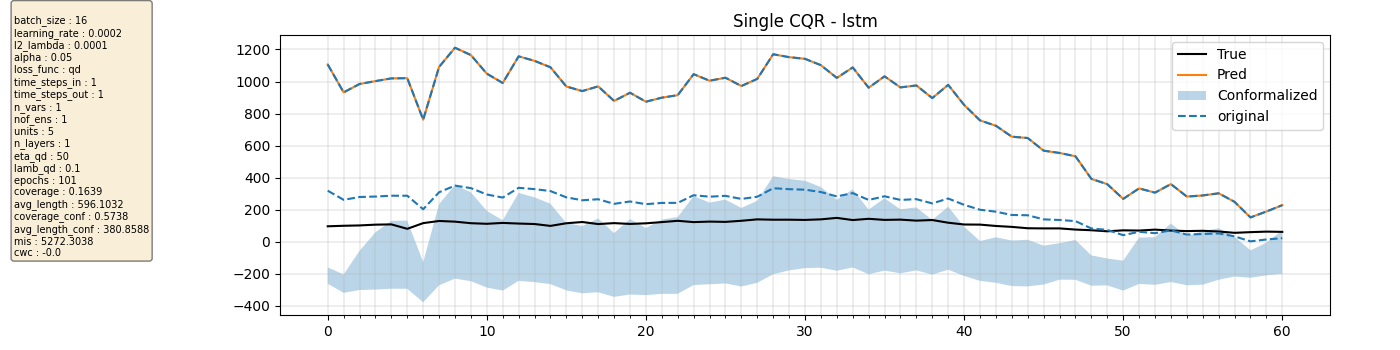 batch_size : 16
learning_rate : 0.0002
l2_lambda : 0.0001
alpha : 0.05
loss_func : qd
time_steps_in : 1
time_steps_out : 1
n_vars : 1
nof_ens : 1
units : 5
n_layers : 1
eta_qd : 50
lamb_qd : 0.1
epochs : 101
coverage : 0.1639
avg_length : 596.1032
coverage_conf : 0.5738
avg_length_conf : 380.8588
mis : 5272.3038
cwc : -0.0
Single CQR - lstm
1200
1000
800
600
400
200
0
−200
−400
0 10 20 30 40 50 60
True
Pred
Conformalized
original